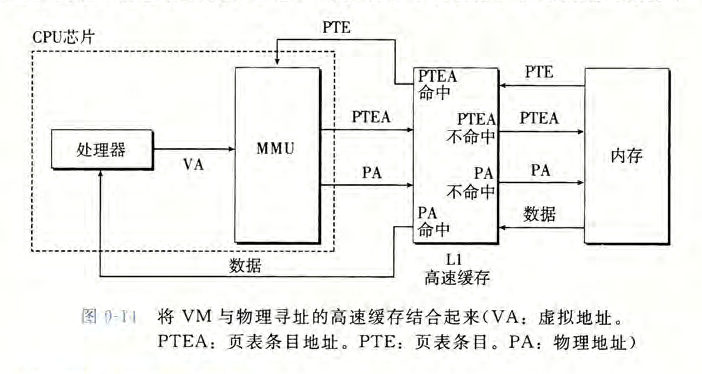 PTE
CPU芯片
PTEA
命中
PTE
PTEA
PTEA
不命中
PTEA
处理器
MMU
内存
VA
PA
PA
不命中
PA
PA
命中
数据
数据
L1
高速缓存
图 9-14 将 VM 与物理寻址的高速缓存结合起来(VA：虚拟地址。
PTEA：页表条目地址。PTE：页表条目。PA：物理地址)